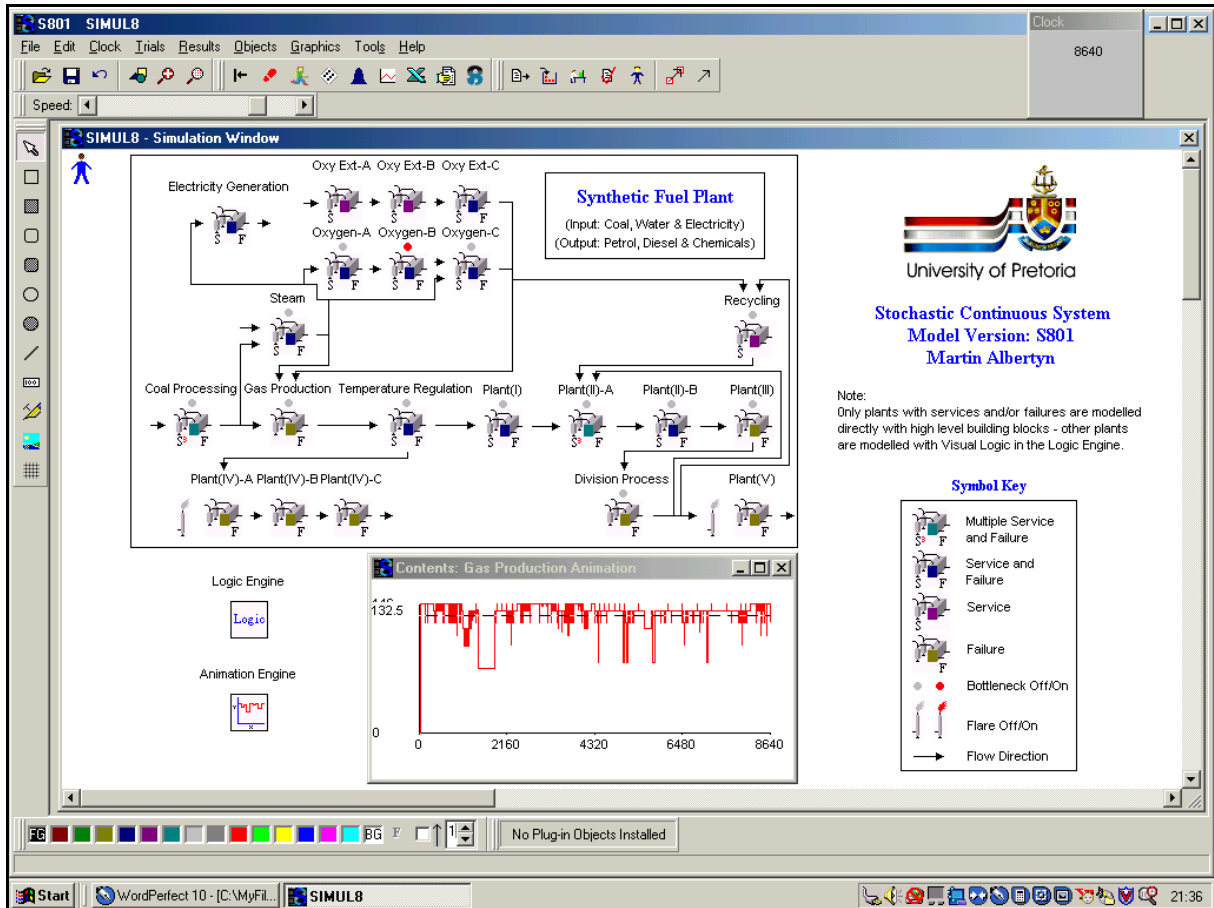 S801 SIMUL8
Clock
8640
File Edit Clock Trials Results Objects Graphics Tools Help
Speed:
SIMUL8 - Simulation Window
Electricity Generation
Oxy Ext-A Oxy Ext-B Oxy Ext-C
S F
S
S
S F
Oxygen-A Oxygen-B Oxygen-C
S F
S F
S F
Synthetic Fuel Plant
(Input: Coal, Water & Electricity)
(Output: Petrol, Diesel & Chemicals)
Steam
S F
Recycling
S
Coal Processing Gas Production Temperature Regulation Plant(I) Plant(II)-A Plant(II)-B Plant(III)
S3 F
F
S F
S F
S3 F
S F
S F
Plant(IV)-A Plant(IV)-B Plant(IV)-C
F
F
F
Division Process
F
Plant(V)
F
University of Pretoria
Stochastic Continuous System
Model Version: S801
Martin Albertyn
Note:
Only plants with services and/or failures are modelled
directly with high level building blocks - other plants
are modelled with Visual Logic in the Logic Engine.
Symbol Key
S3 F
Multiple Service
and Failure
S F
Service and
Failure
S
Service
F
Failure
Bottleneck Off/On
Flare Off/On
Flow Direction
Logic Engine
Logic
Animation Engine
Y
X
Contents: Gas Production Animation
132.5
0
0 2160 4320 6480 8640
FG
BG
F
1
No Plug-in Objects Installed
Start
WordPerfect 10 - [C:\MyFil...
SIMUL8
21:36